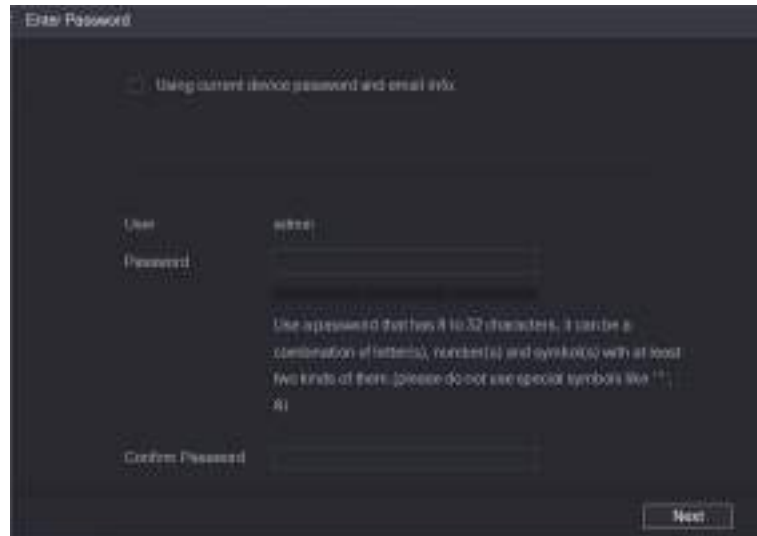 Enter Password
Using current device password and email info.
User admin
Password
Use a password that has 8 to 32 characters, it can be a
combination of letter(s), number(s) and symbol(s) with at least
two kinds of them. (please do not use special symbols like
&)
Confirm Password
Next